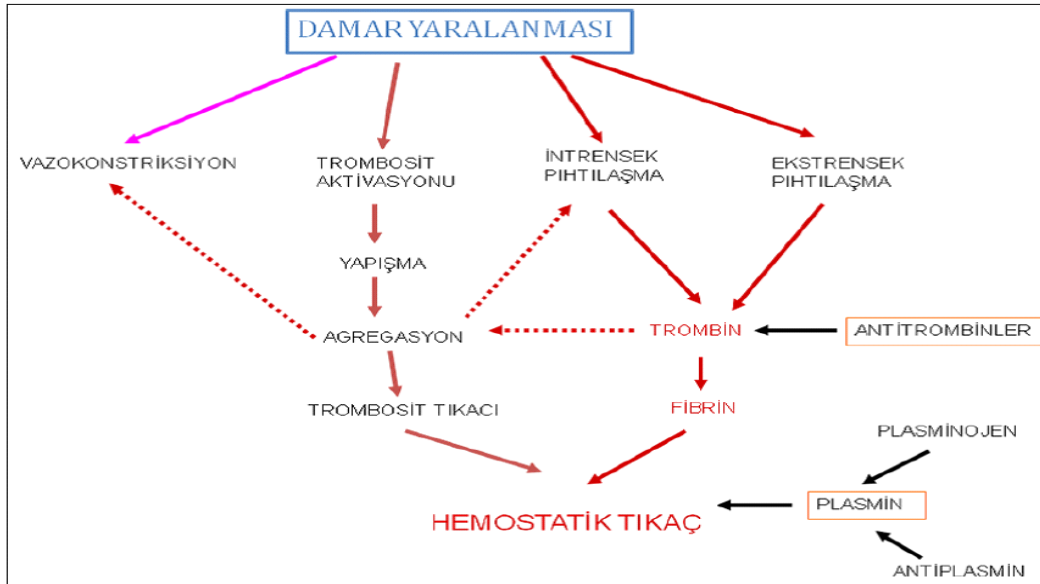 DAMAR YARALANMASI
VAZOKONSTRİKSİYON
TROMBOSİT
AKTİVASYONU
İNTRENSEK
PIHTILAŞMA
EKSTRENSEK
PIHTILAŞMA
YAPIŞMA
AGREGASYON
TROMBİN
ANTİTROMBİNLER
TROMBOSİT TIKACI
FİBRİN
PLASMİNOJEN
PLASMİN
HEMOSTATİK TIKAÇ
ANTİPLASMİN